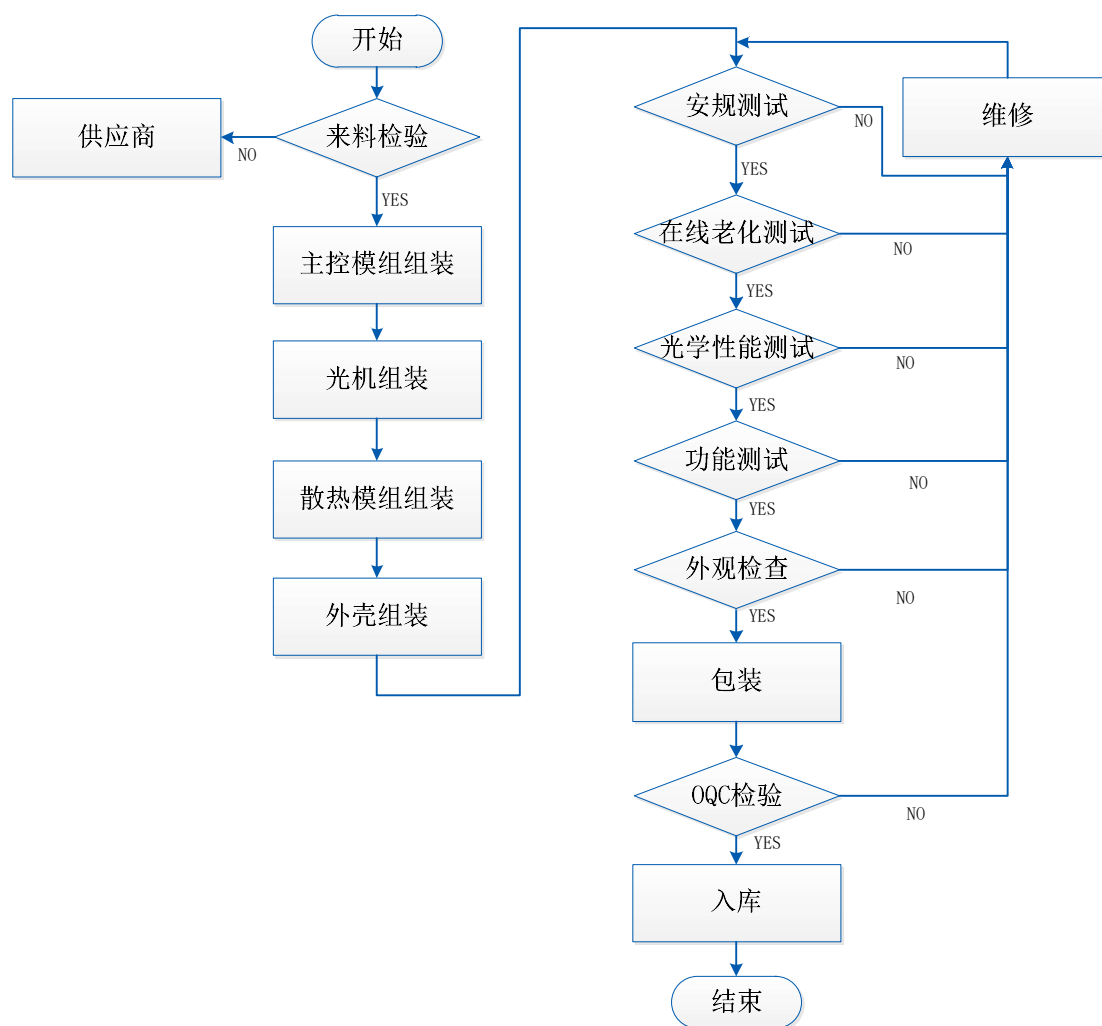 开始
供应商
NO
来料检验
YES
主控模组组装
光机组装
散热模组组装
外壳组装
安规测试
NO
维修
YES
在线老化测试
NO
YES
光学性能测试
NO
YES
功能测试
NO
YES
外观检查
NO
YES
包装
OQC检验
NO
YES
入库
结束